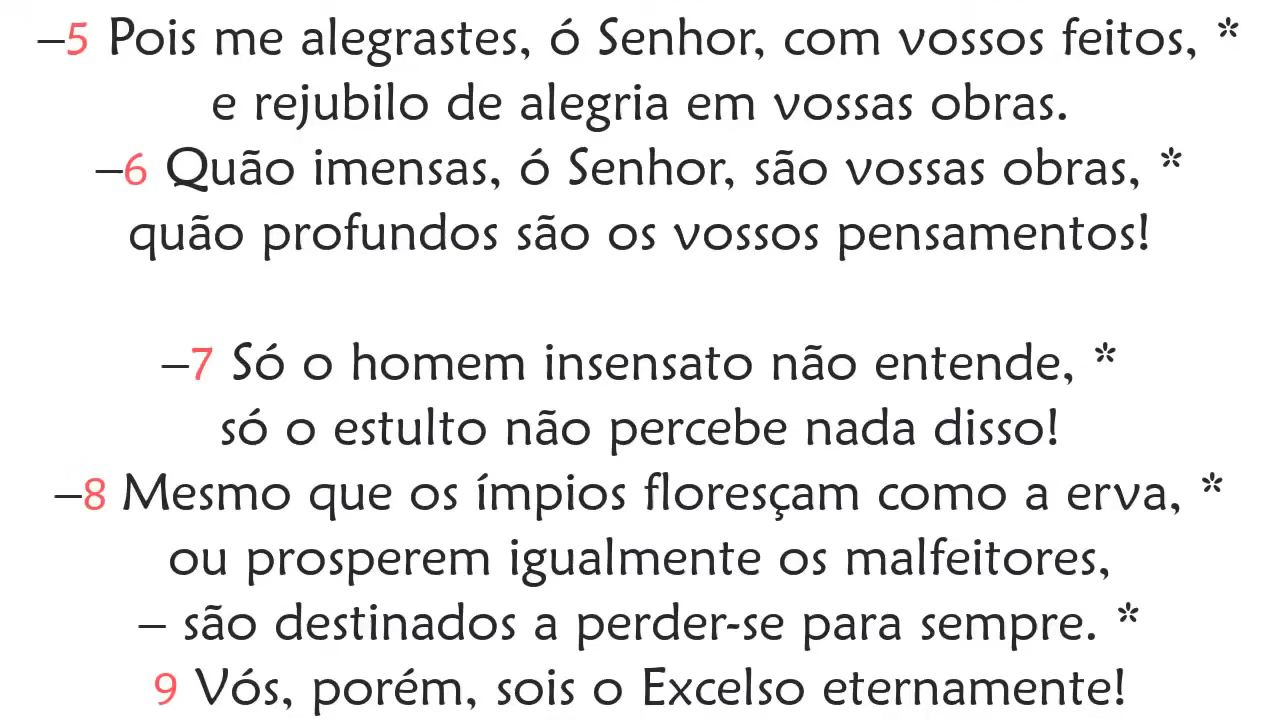 –5 Pois me alegrastes, ó Senhor, com vossos feitos, *
e rejubilo de alegria em vossas obras.
–6 Quão imensas, ó Senhor, são vossas obras, *
quão profundos são os vossos pensamentos!
–7 Só o homem insensato não entende, *
só o estulto não percebe nada disso!
–8 Mesmo que os ímpios floresçam como a erva, *
ou prosperem igualmente os malfeitores,
– são destinados a perder-se para sempre. *
9 Vós, porém, sois o Excelso eternamente!